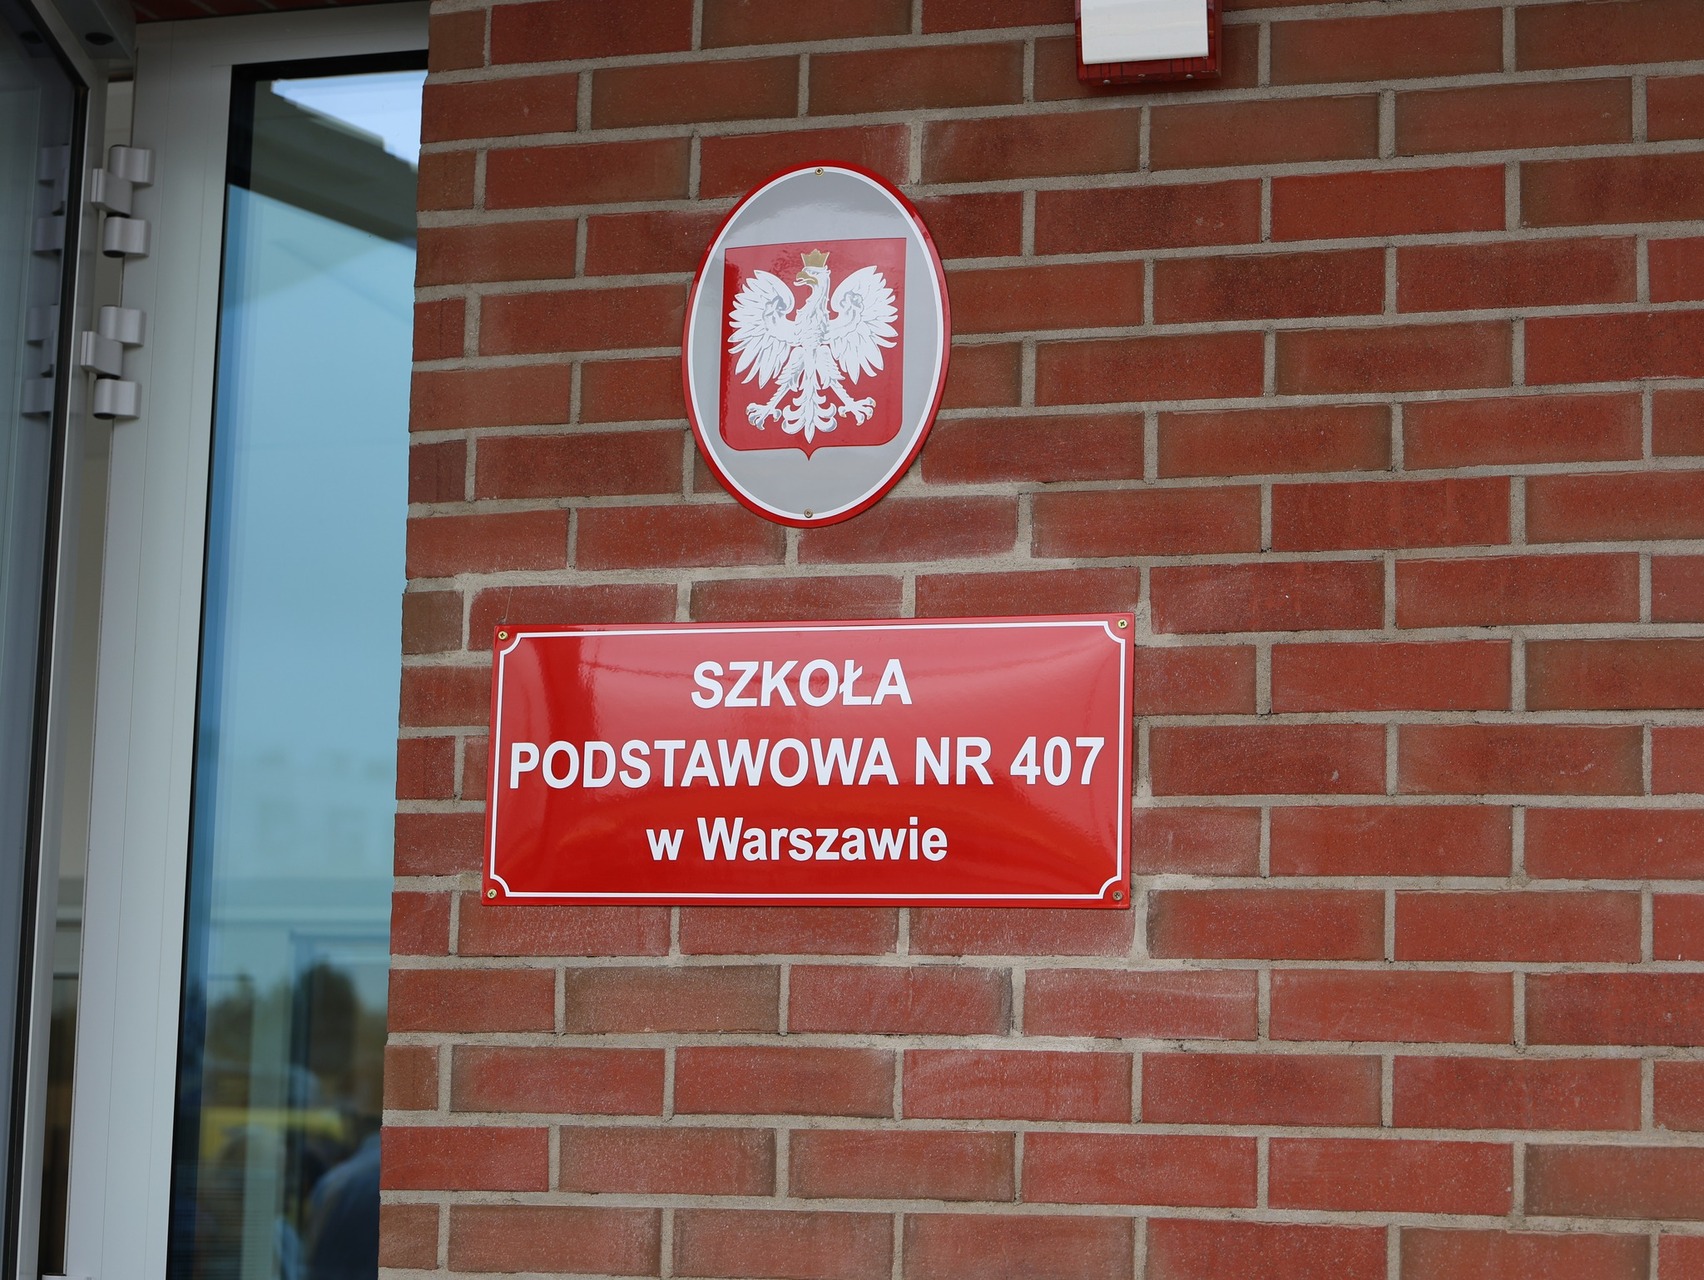 SZKOŁA
PODSTAWOWA NR 407
w Warszawie